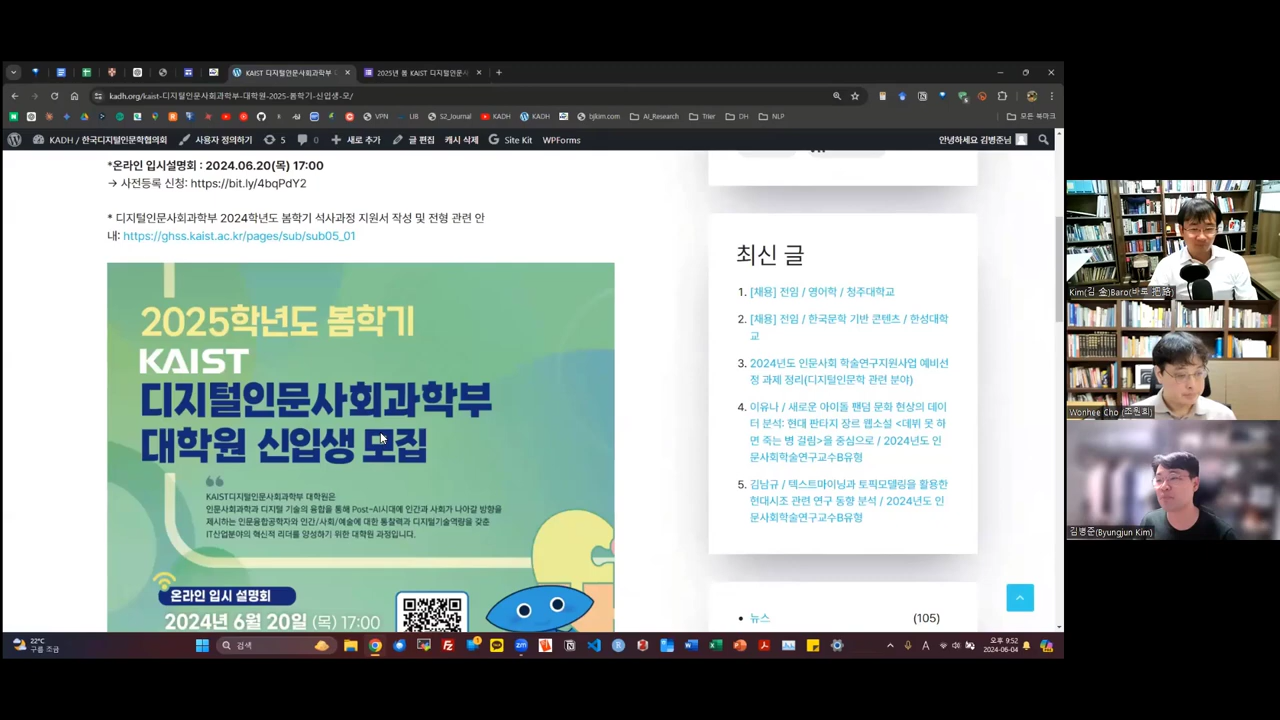 KAIST 디지털인문사회과학부
2025년 봄 KAIST 디지털인문사
kadh.org/kaist-디지털인문사회과학부-대학원-2025-봄학기-신입생-모/
VPN
LIB
S2_Journal
KADH
KADH
bjkim.com
AI_Research
Trier
DH
NLP
모든 북마크
KADH / 한국디지털인문학협의회
사용자 정의하기
5
0
새로 추가
글 편집
캐시 삭제
Site Kit
WPForms
안녕하세요 김병준님
*온라인 입시설명회 : 2024.06.20(목) 17:00
→ 사전등록 신청: https://bit.ly/4bqPdY2
* 디지털인문사회과학부 2024학년도 봄학기 석사과정 지원서 작성 및 전형 관련 안
내: https://ghss.kaist.ac.kr/pages/sub/sub05_01
2025학년도 봄학기
KAIST
디지털인문사회과학부
대학원 신입생 모집
KAIST디지털인문사회과학부 대학원은
인문사회과학과 디지털 기술의 융합을 통해 Post-AI시대에 인간과 사회가 나아갈 방향을
제시하는 인문융합공학자와 인간/사회/예술에 대한 통찰력과 디지털기술역량을 갖춘
IT산업분야의 혁신적 리더를 양성하기 위한 대학원 과정입니다.
온라인 입시 설명회
2024년 6월 20일 (목) 17:00
최신 글
1. [채용] 전임 / 영어학 / 청주대학교
2. [채용] 전임 / 한국문학 기반 콘텐츠 / 한성대학
교
3. 2024년도 인문사회 학술연구지원사업 예비선
정 과제 정리(디지털인문학 관련 분야)
4. 이유나 / 새로운 아이돌 팬덤 문화 현상의 데이
터 분석: 현대 판타지 장르 웹소설 <데뷔 못 하
면 죽는 병 걸림>을 중심으로 / 2024년도 인
문사회학술연구교수B유형
5. 김남규 / 텍스트마이닝과 토픽모델링을 활용한
현대시조 관련 연구 동향 분석 / 2024년도 인
문사회학술연구교수B유형
• 뉴스 (105)
Kim(김 金)Baro(바로 把路)
Wonhee Cho (조원희)
김병준(Byungjun Kim)
22°C
구름 조금
검색
A
오후 9:52
2024-06-04